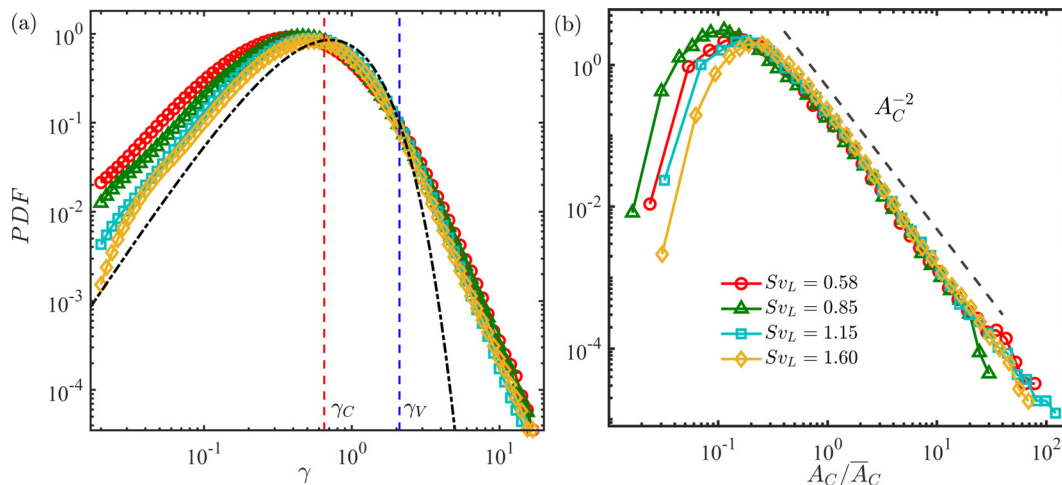 (a)
PDF
10^0
10^-1
10^-2
10^-3
10^-4
γ_C
γ_V
10^-1
10^0
10^1
γ
(b)
10^0
10^-2
10^-4
A_C^-2
Sv_L = 0.58
Sv_L = 0.85
Sv_L = 1.15
Sv_L = 1.60
10^-1
10^0
10^1
10^2
A_C/A̅_C